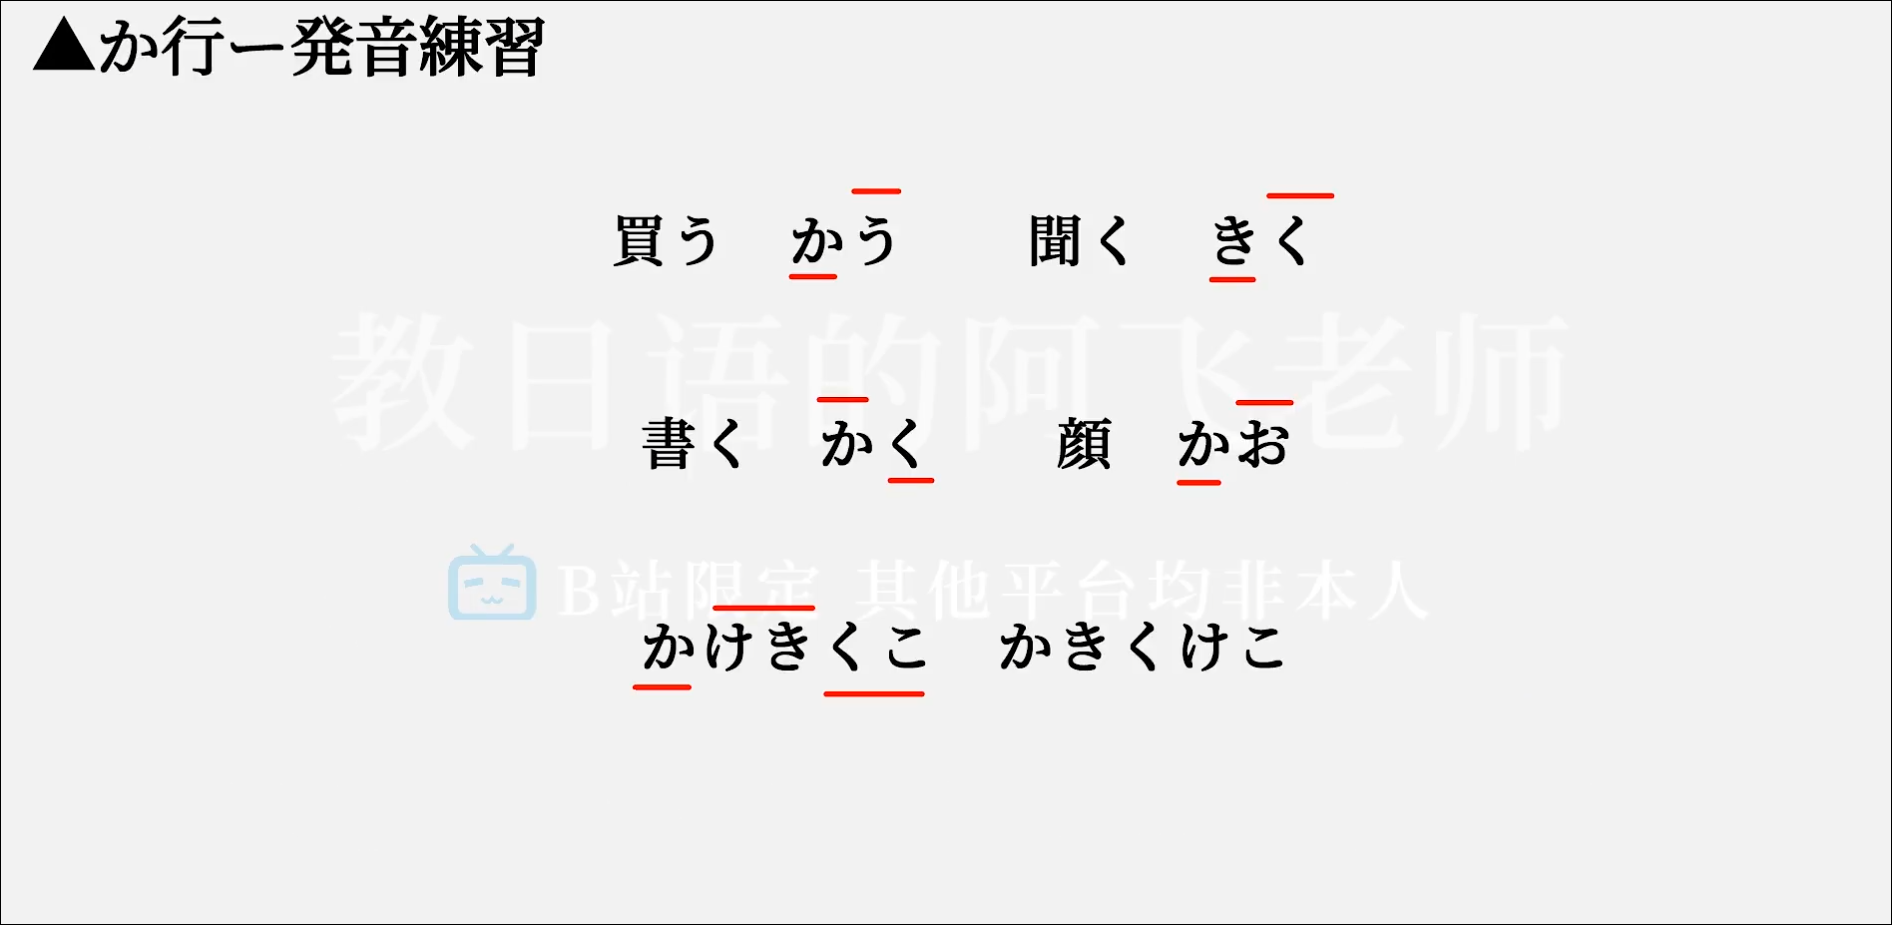 ▲か行ー発音練習
買う かう 聞く きく
教日语的阿飞老师
書く かく 顔 かお
B站限定 其他平台均非本人
かけきくこ かきくけこ